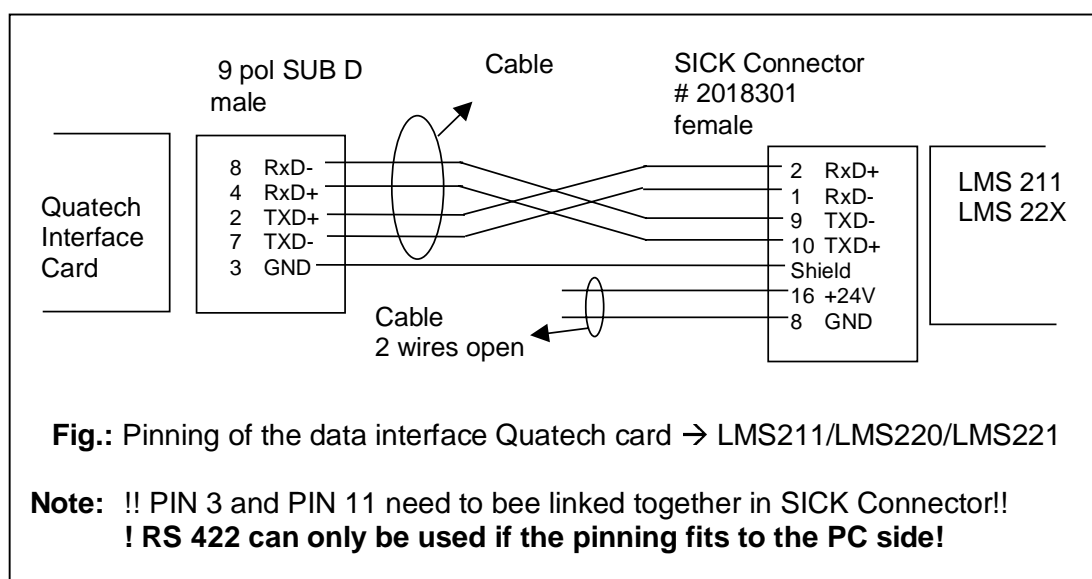 9 pol SUB D
male
Cable
SICK Connector
# 2018301
female
Quatech
Interface
Card
8 RxD-
4 RxD+
2 TXD+
7 TXD-
3 GND
2 RxD+
1 RxD-
9 TXD-
10 TXD+
Shield
16 +24V
8 GND
LMS 211
LMS 22X
Cable
2 wires open
Fig.: Pinning of the data interface Quatech card → LMS211/LMS220/LMS221
Note: !! PIN 3 and PIN 11 need to bee linked together in SICK Connector!!
! RS 422 can only be used if the pinning fits to the PC side!